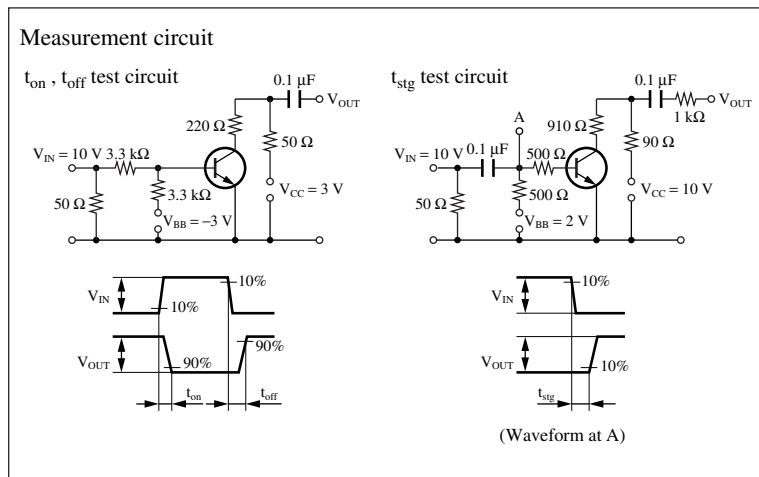 Measurement circuit
t_on , t_off test circuit
0.1 µF
V_OUT
220 Ω
50 Ω
V_IN = 10 V
3.3 kΩ
3.3 kΩ
50 Ω
V_BB = −3 V
V_CC = 3 V
V_IN
10%
10%
V_OUT
90%
90%
t_on
t_off
t_stg test circuit
0.1 µF
V_OUT
1 kΩ
A
910 Ω
90 Ω
V_IN = 10 V
0.1 µF
500 Ω
500 Ω
50 Ω
V_BB = 2 V
V_CC = 10 V
V_IN
10%
V_OUT
10%
t_stg
(Waveform at A)